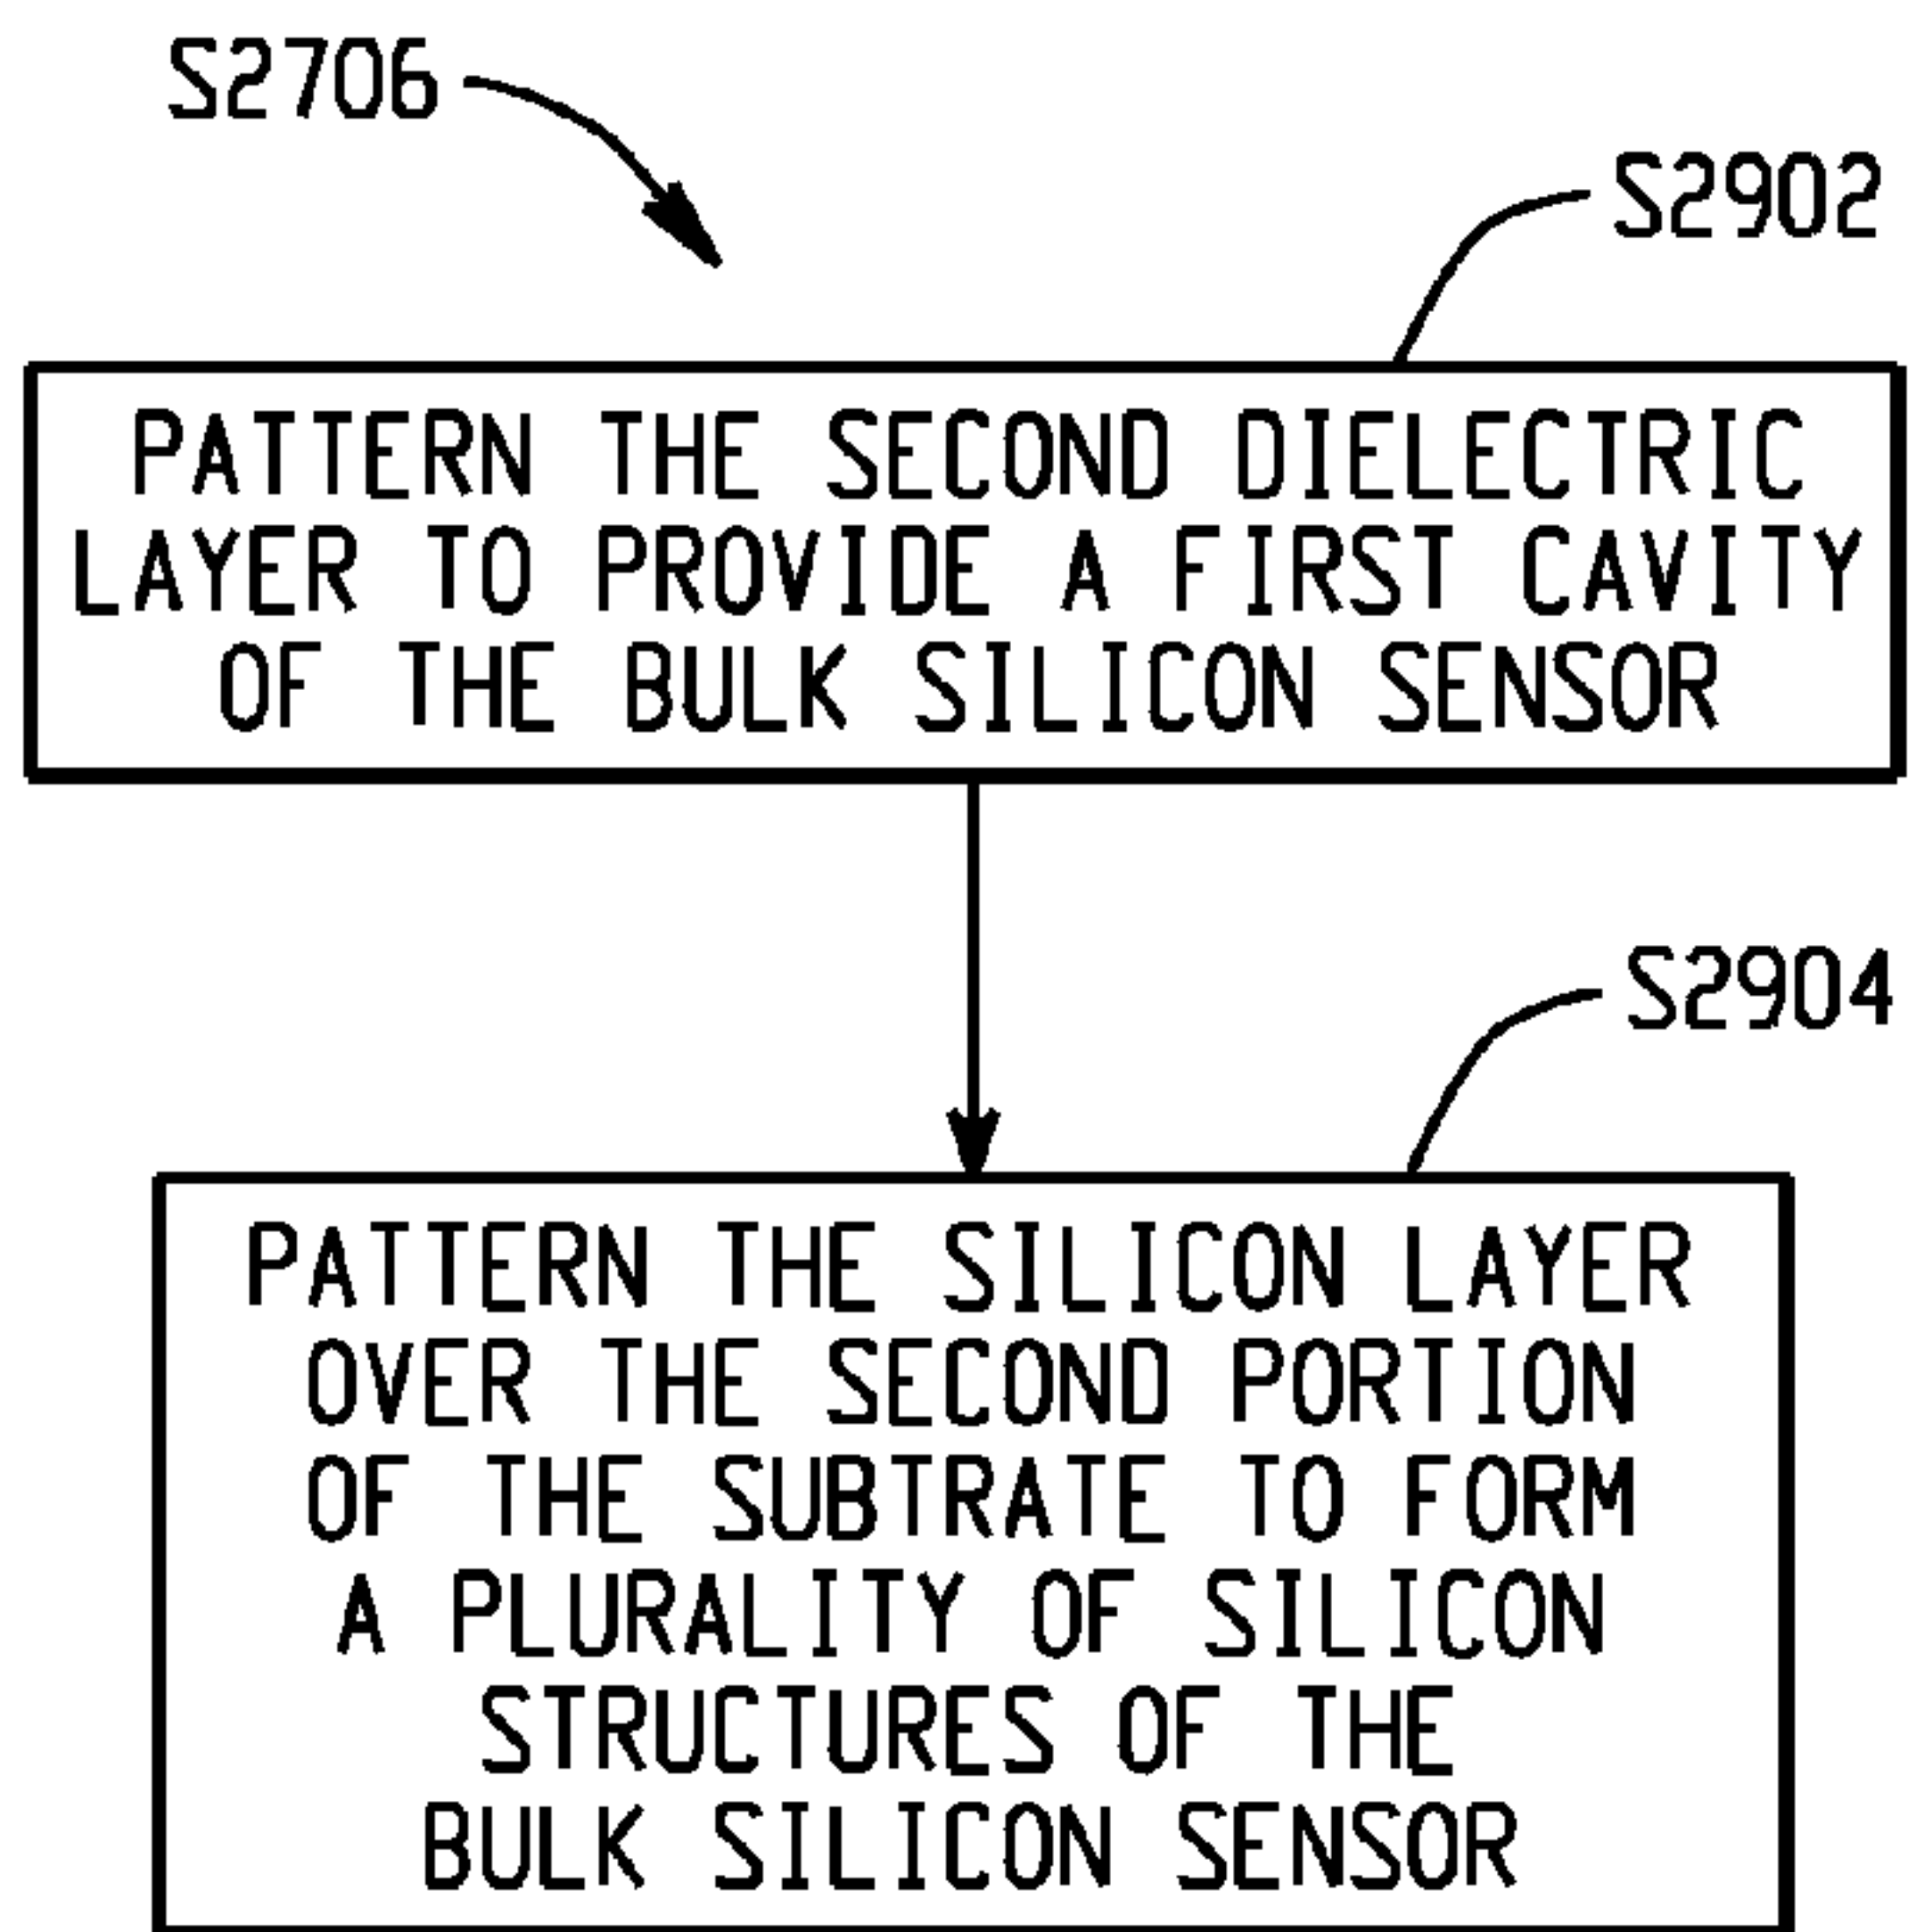 S2706
S2902
PATTERN THE SECOND DIELECTRIC
LAYER TO PROVIDE A FIRST CAVITY
OF THE BULK SILICON SENSOR
S2904
PATTERN THE SILICON LAYER
OVER THE SECOND PORTION
OF THE SUBTRATE TO FORM
A PLURALITY OF SILICON
STRUCTURES OF THE
BULK SILICON SENSOR